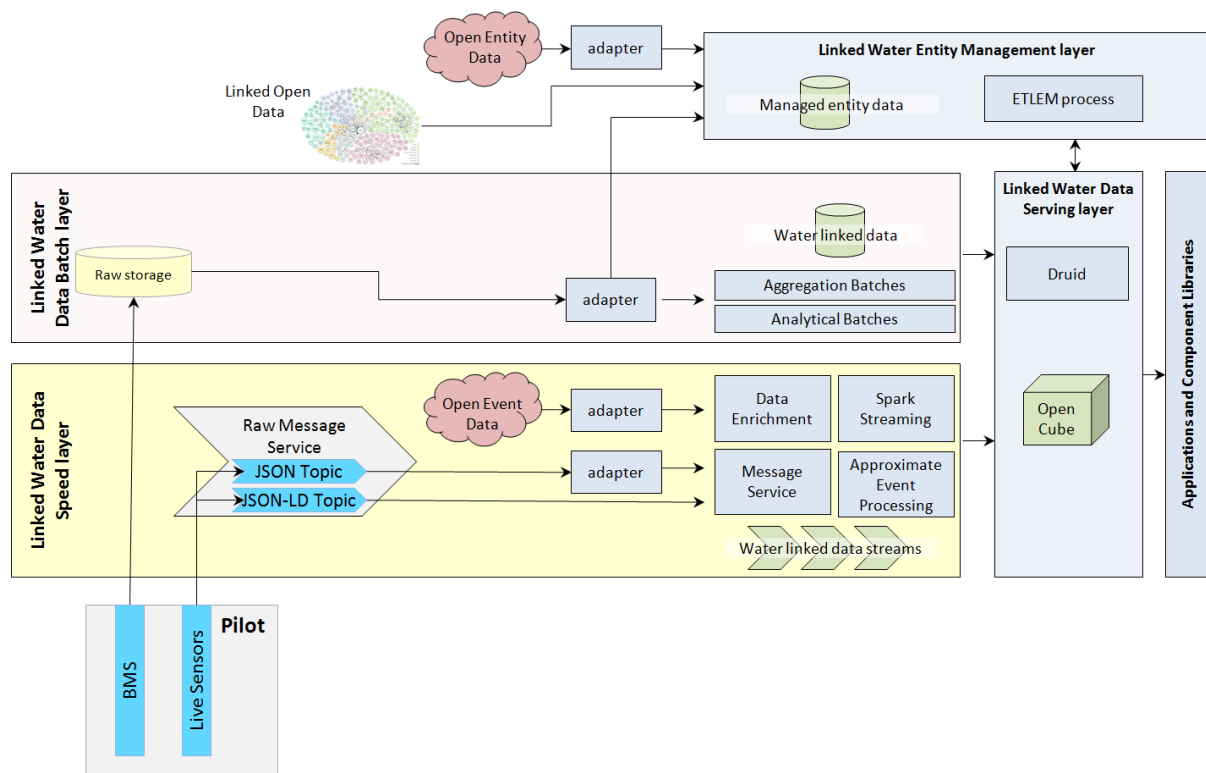 Open Entity
Data
adapter
Linked Water Entity Management layer
Managed entity data
ETLEM process
Linked Open
Data
Linked Water
Data Batch layer
Raw storage
adapter
Water linked data
Aggregation Batches
Analytical Batches
Linked Water Data
Serving layer
Druid
Open
Cube
Applications and Component Libraries
Linked Water Data
Speed layer
Raw Message
Service
JSON Topic
JSON-LD Topic
Open Event
Data
adapter
adapter
Data
Enrichment
Spark
Streaming
Message
Service
Approximate
Event
Processing
Water linked data streams
Pilot
BMS
Live Sensors